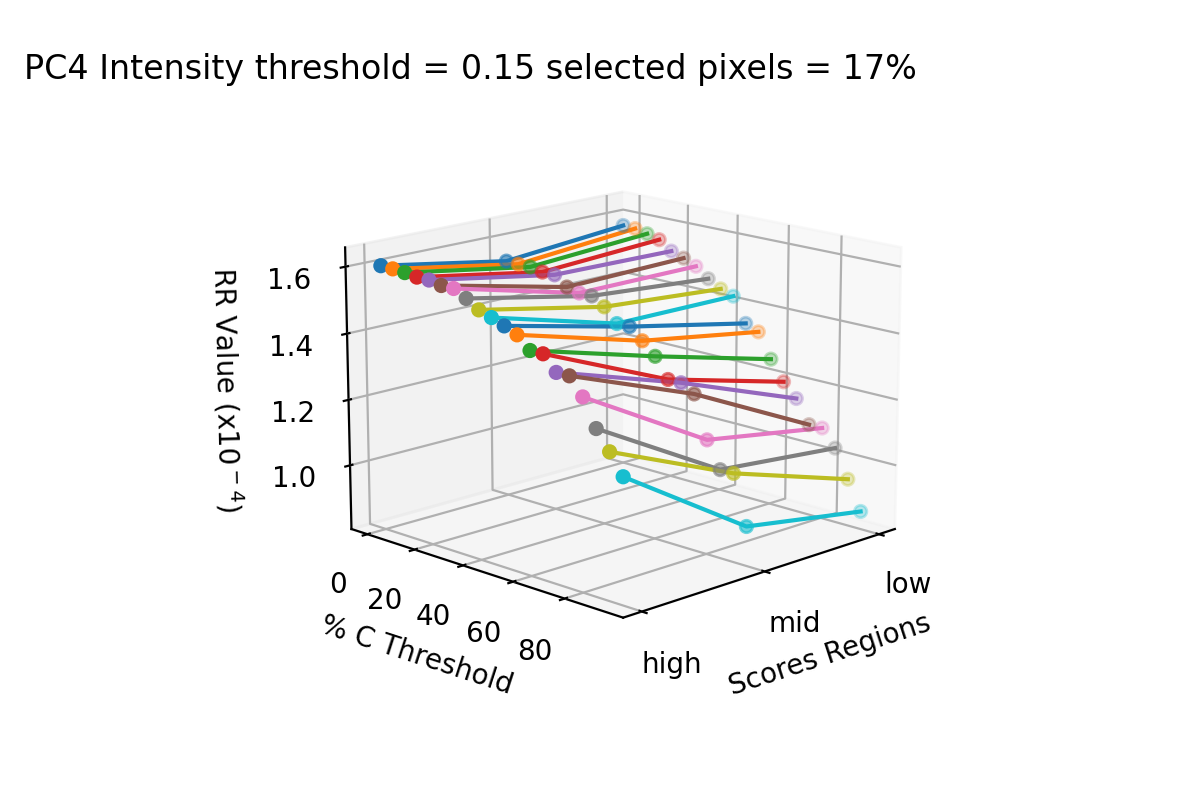 PC4 Intensity threshold = 0.15 selected pixels = 17%
RR Value (x10⁻⁴)
1.6
1.4
1.2
1.0
0
20
40
60
80
% C Threshold
high
mid
low
Scores Regions